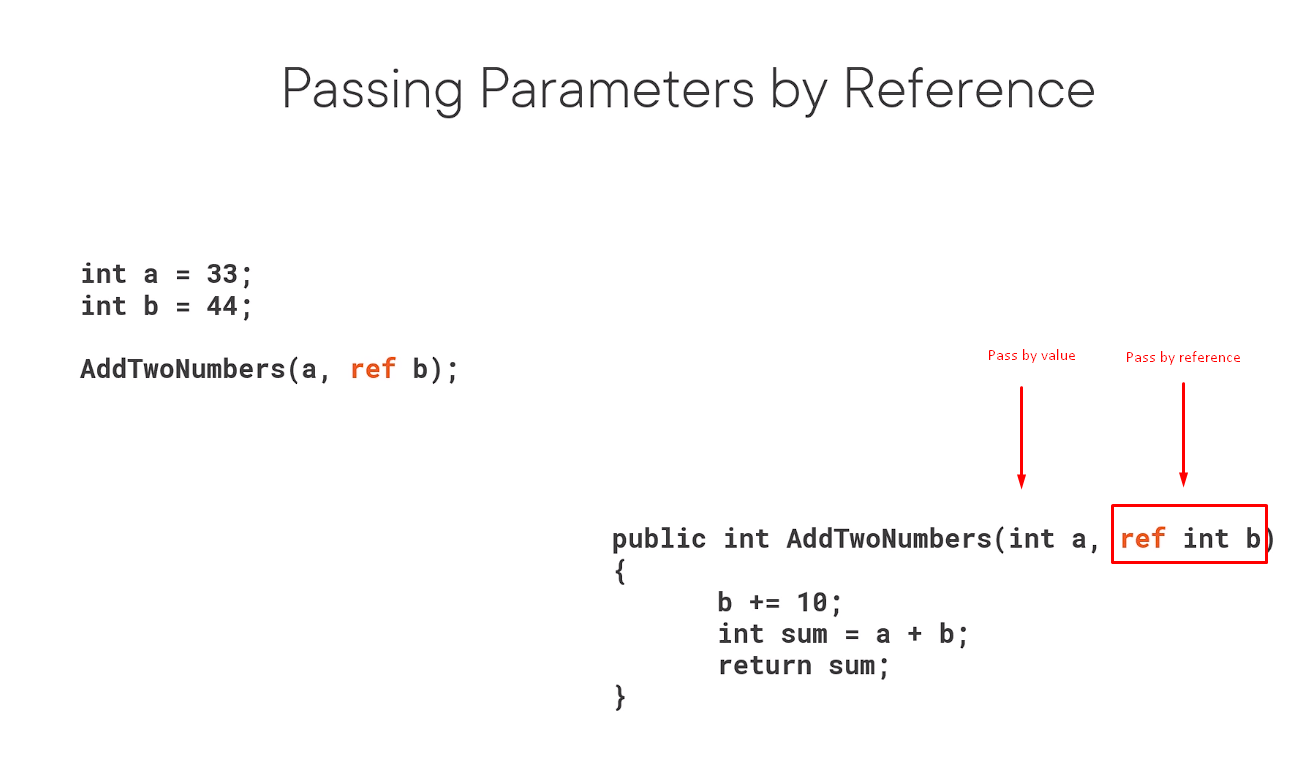 Passing Parameters by Reference
int a = 33;
int b = 44;
AddTwoNumbers(a, ref b);
Pass by value
Pass by reference
public int AddTwoNumbers(int a, ref int b)
{
b += 10;
int sum = a + b;
return sum;
}